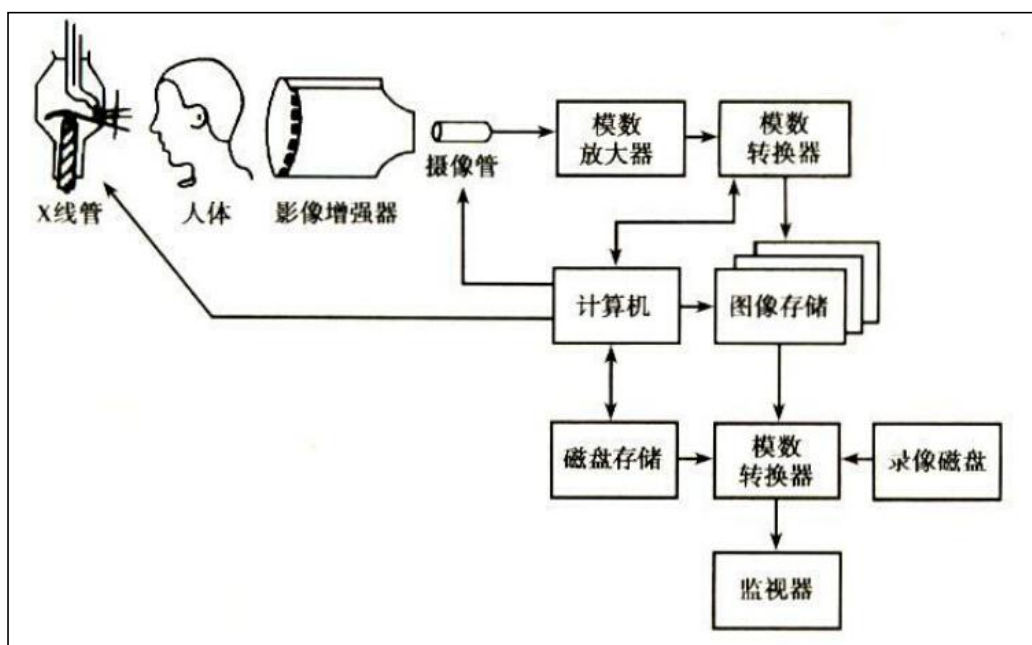 模数
放大器
模数
转换器
摄像管
X线管
人体
影像增强器
计算机
图像存储
磁盘存储
模数
转换器
录像磁盘
监视器